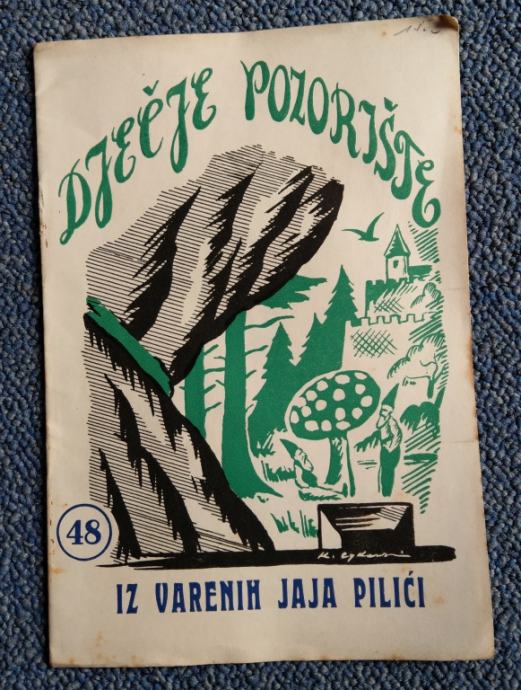 DJEČJE POZORIŠTE
48
IZ VARENIH JAJA PILIĆI